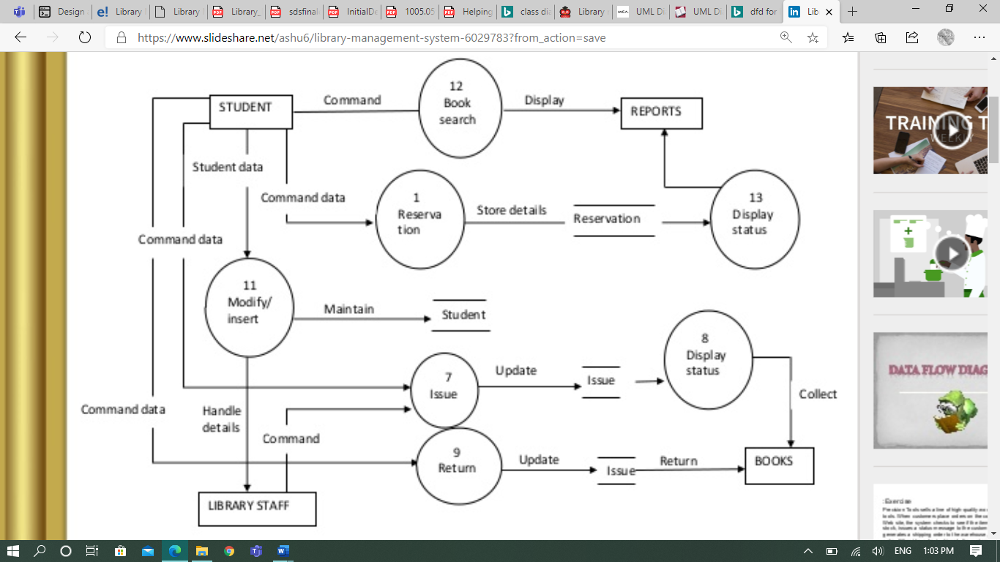 Design
Library
Library
Library_
sdsfinal
InitialDe
1005.05
Helping
class dia
Library
UML Di
UML Di
dfd for
Lib
https://www.slideshare.net/ashu6/library-management-system-6029783?from_action=save
STUDENT
Command
12
Book
search
Display
REPORTS
TRAINING T
WEEKLY
Student data
Command data
1
Reserva
tion
Store details
Reservation
13
Display
status
Command data
11
Modify/
insert
Maintain
Student
8
Display
status
7
Issue
Update
Issue
Collect
DATA FLOW DIAG
Command data
Handle
details
Command
9
Return
Update
Issue
Return
BOOKS
LIBRARY STAFF
:Exercise
ENG
1:03 PM